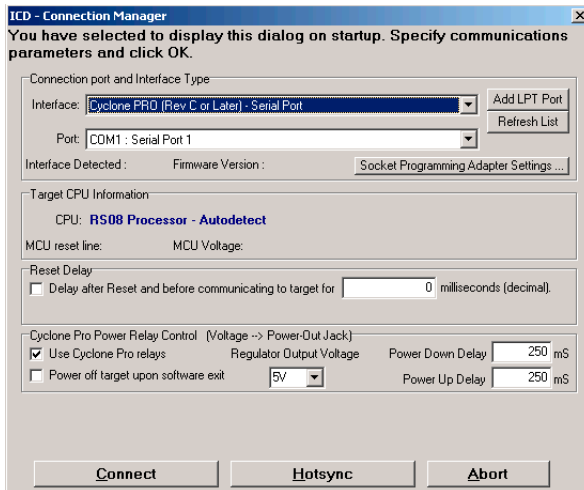 ICD - Connection Manager
You have selected to display this dialog on startup. Specify communications
parameters and click OK.
Connection port and Interface Type
Interface: Cyclone PRO (Rev C or Later) - Serial Port
Add LPT Port
Refresh List
Port: COM1 : Serial Port 1
Interface Detected : Firmware Version : Socket Programming Adapter Settings ...
Target CPU Information
CPU: RS08 Processor - Autodetect
MCU reset line: MCU Voltage:
Reset Delay
Delay after Reset and before communicating to target for 0 milliseconds (decimal).
Cyclone Pro Power Relay Control (Voltage --> Power-Out Jack)
Use Cyclone Pro relays Regulator Output Voltage Power Down Delay 250 mS
Power off target upon software exit 5V Power Up Delay 250 mS
Connect Hotsync Abort